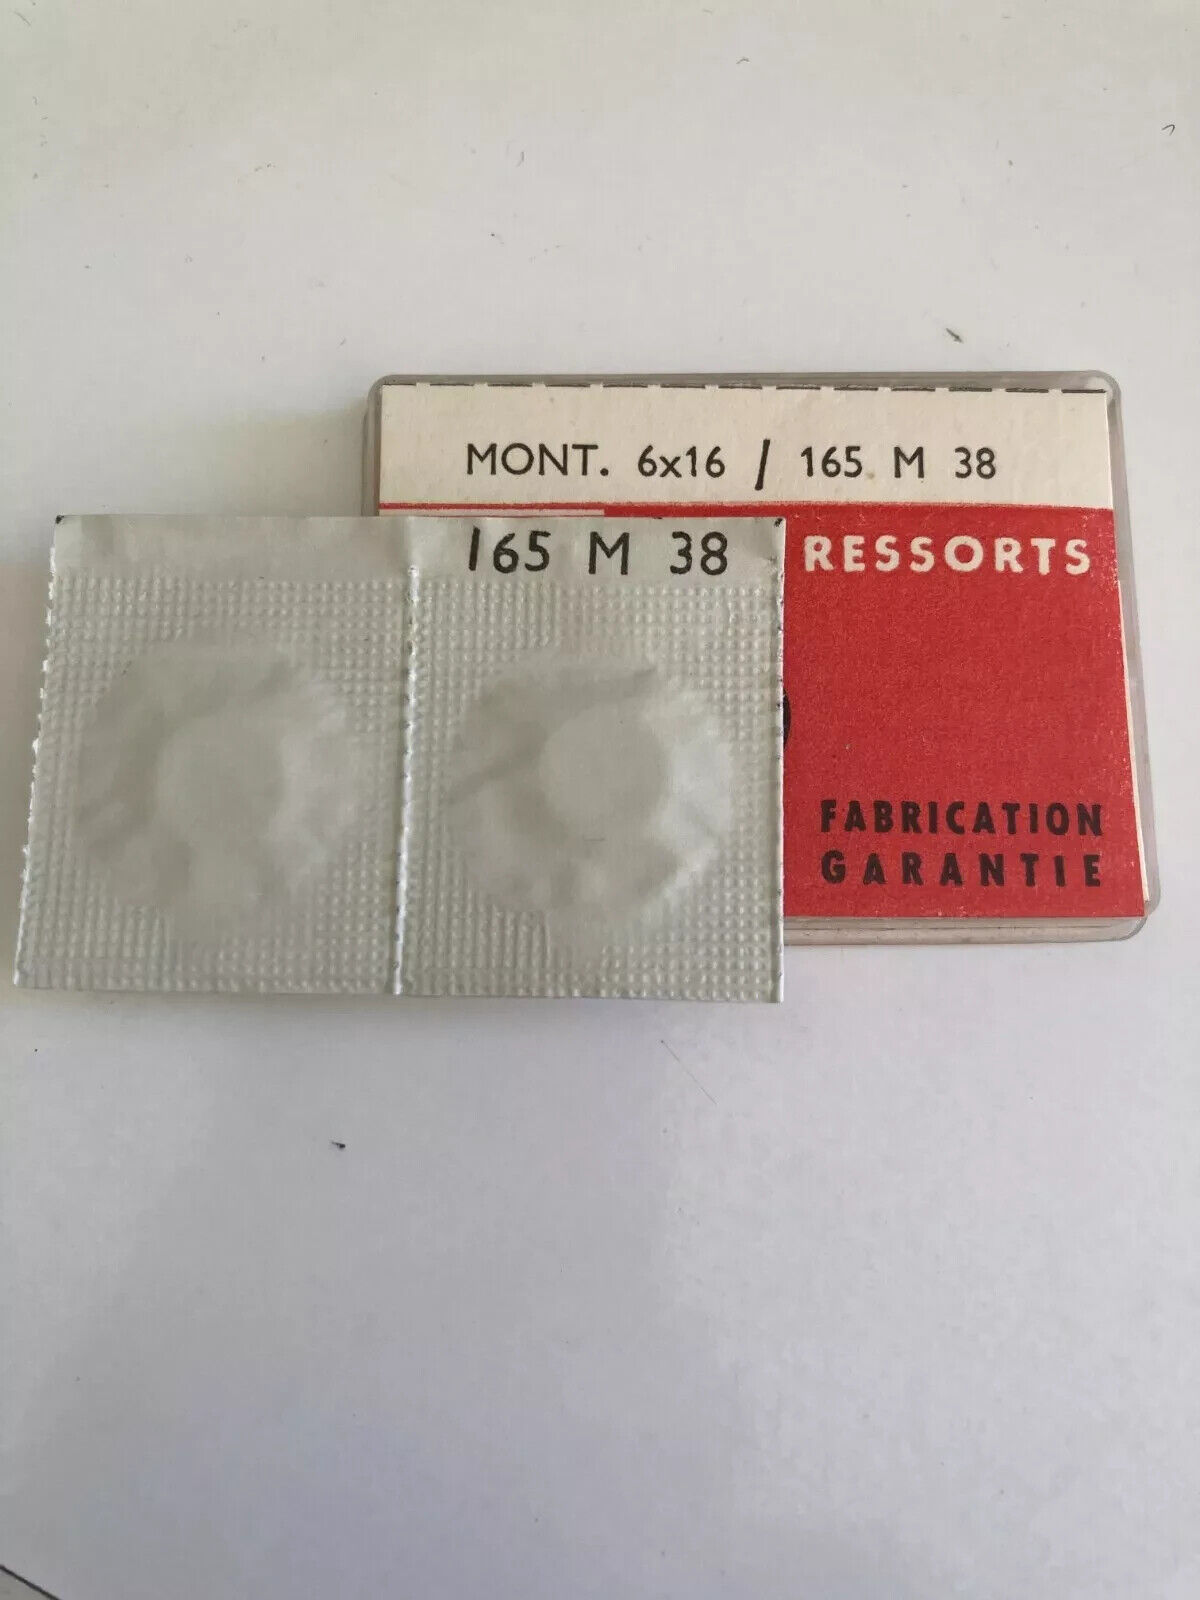 MONT. 6x16 / 165 M 38
165 M 38
RESSORTS
FABRICATION
GARANTIE